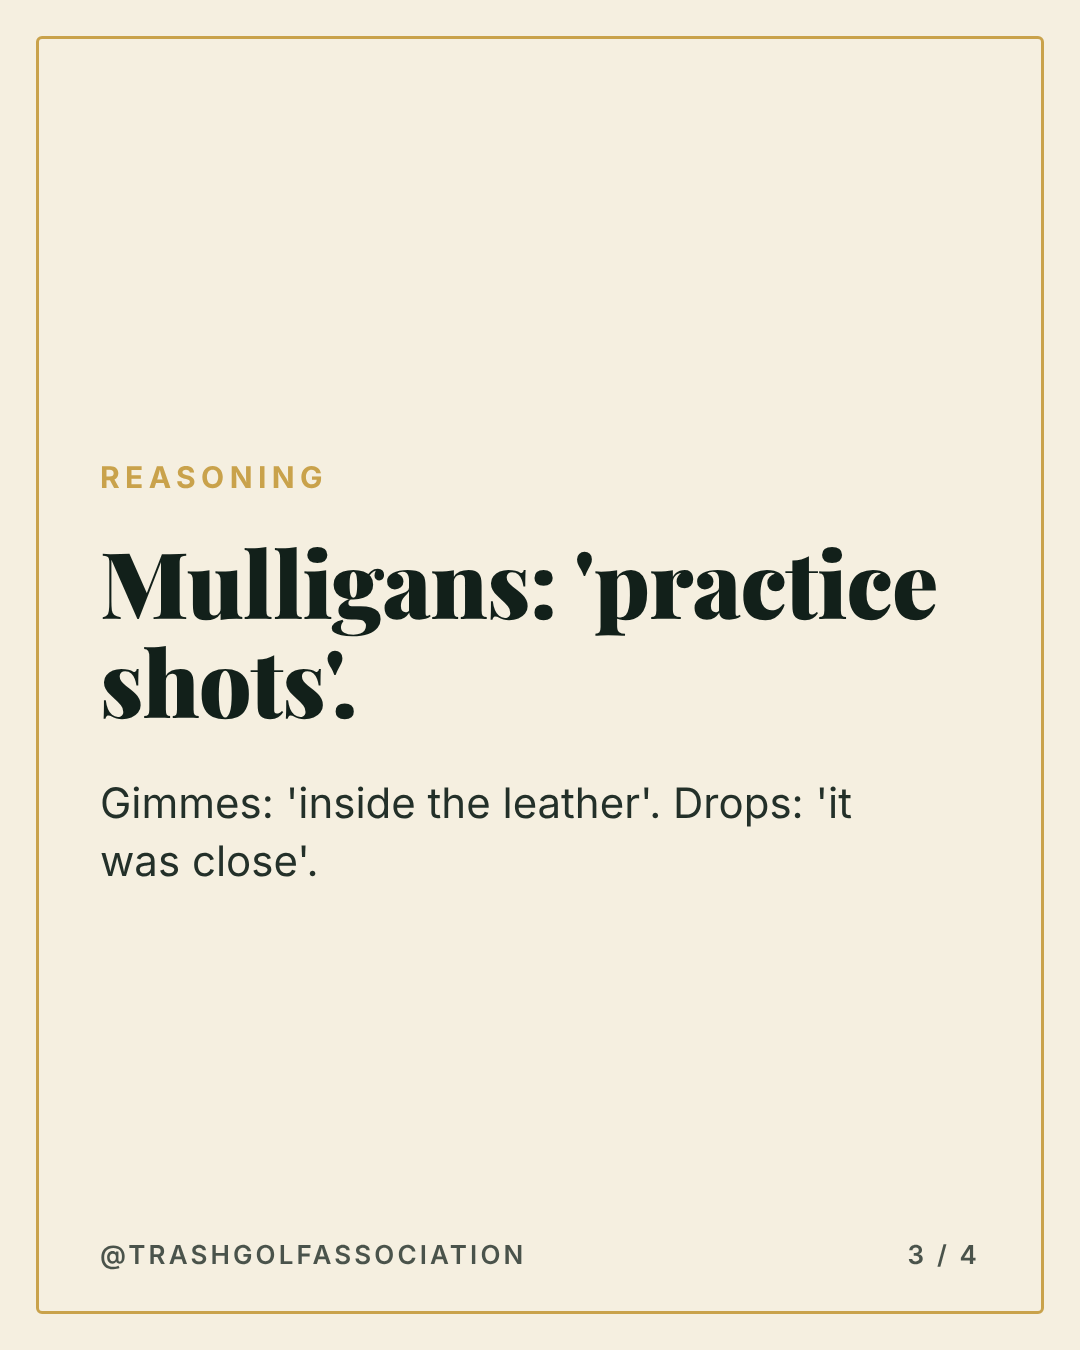 REASONING
Mulligans: 'practice
shots'.
Gimmes: 'inside the leather'. Drops: 'it
was close'.
@TRASHGOLFASSOCIATION
3 / 4